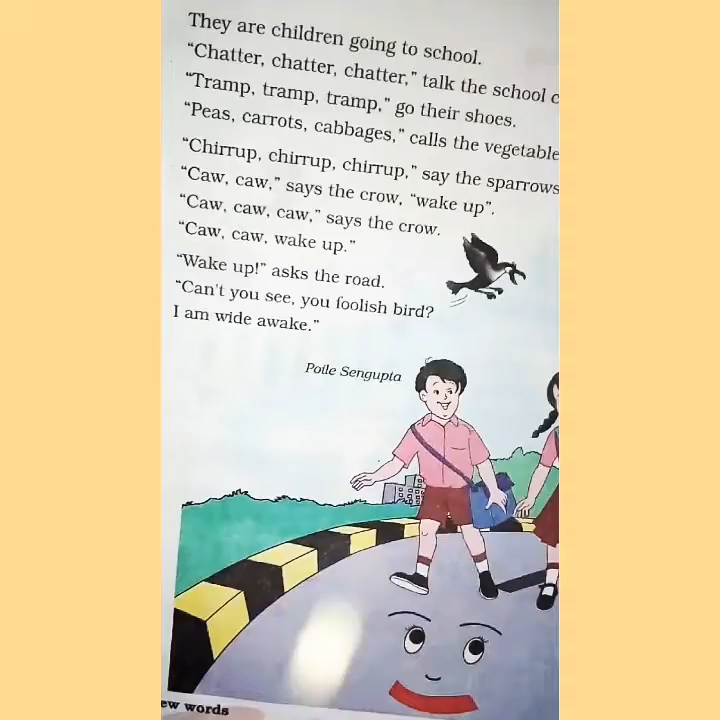 They are children going to school.
“Chatter, chatter, chatter,” talk the school c
“Tramp, tramp, tramp,” go their shoes.
“Peas, carrots, cabbages,” calls the vegetable
“Chirrup, chirrup, chirrup,” say the sparrows
“Caw, caw,” says the crow, “wake up”.
“Caw, caw, caw,” says the crow.
“Caw, caw, wake up.”
“Wake up!” asks the road.
“Can't you see, you foolish bird?
I am wide awake.”
Poile Sengupta
ew words